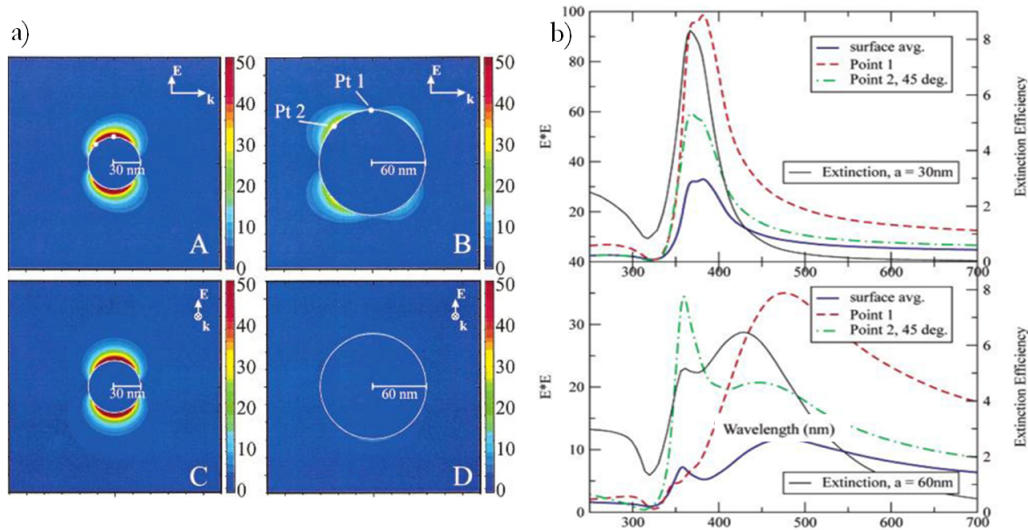 a)
50
40
30
20
10
0
E
k
30 nm
A
50
40
30
20
10
0
E
k
Pt 1
Pt 2
60 nm
B
50
40
30
20
10
0
E
k
30 nm
C
50
40
30
20
10
0
E
k
60 nm
D
b)
100
80
60
40
20
40
E*E
surface avg.
Point 1
Point 2, 45 deg.
Extinction, a = 30nm
8
6
4
2
0
Extinction Efficiency
300 400 500 600 700
30
20
10
0
E*E
surface avg.
Point 1
Point 2, 45 deg.
Wavelength (nm)
Extinction, a = 60nm
8
6
4
2
0
Extinction Efficiency
300 400 500 600 700